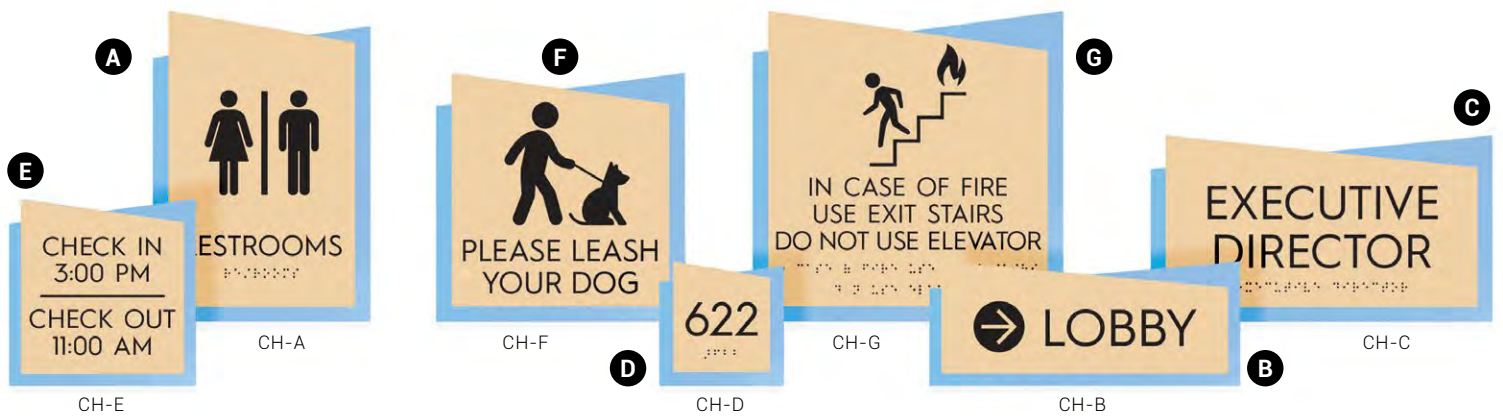 A
F
G
C
E
CHECK IN
3:00 PM
CHECK OUT
11:00 AM
ESTROOMS
PLEASE LEASH
YOUR DOG
IN CASE OF FIRE
USE EXIT STAIRS
DO NOT USE ELEVATOR
EXECUTIVE
DIRECTOR
622
LOBBY
D
B
CH-A
CH-F
CH-G
CH-C
CH-E
CH-D
CH-B